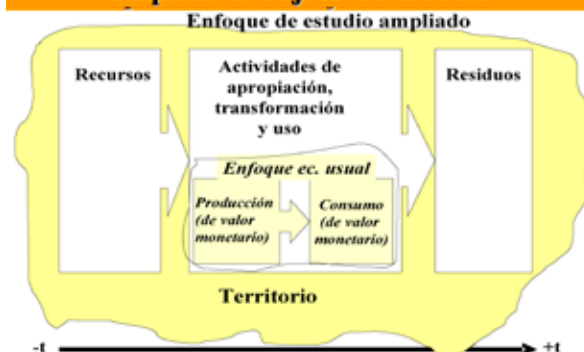 Enfoque de estudio ampliado
Recursos
Actividades de
apropiación,
transformación
y uso
Residuos
Enfoque ec. usual
Producción
(de valor
monetario)
Consumo
(de valor
monetario)
Territorio
-t
+t